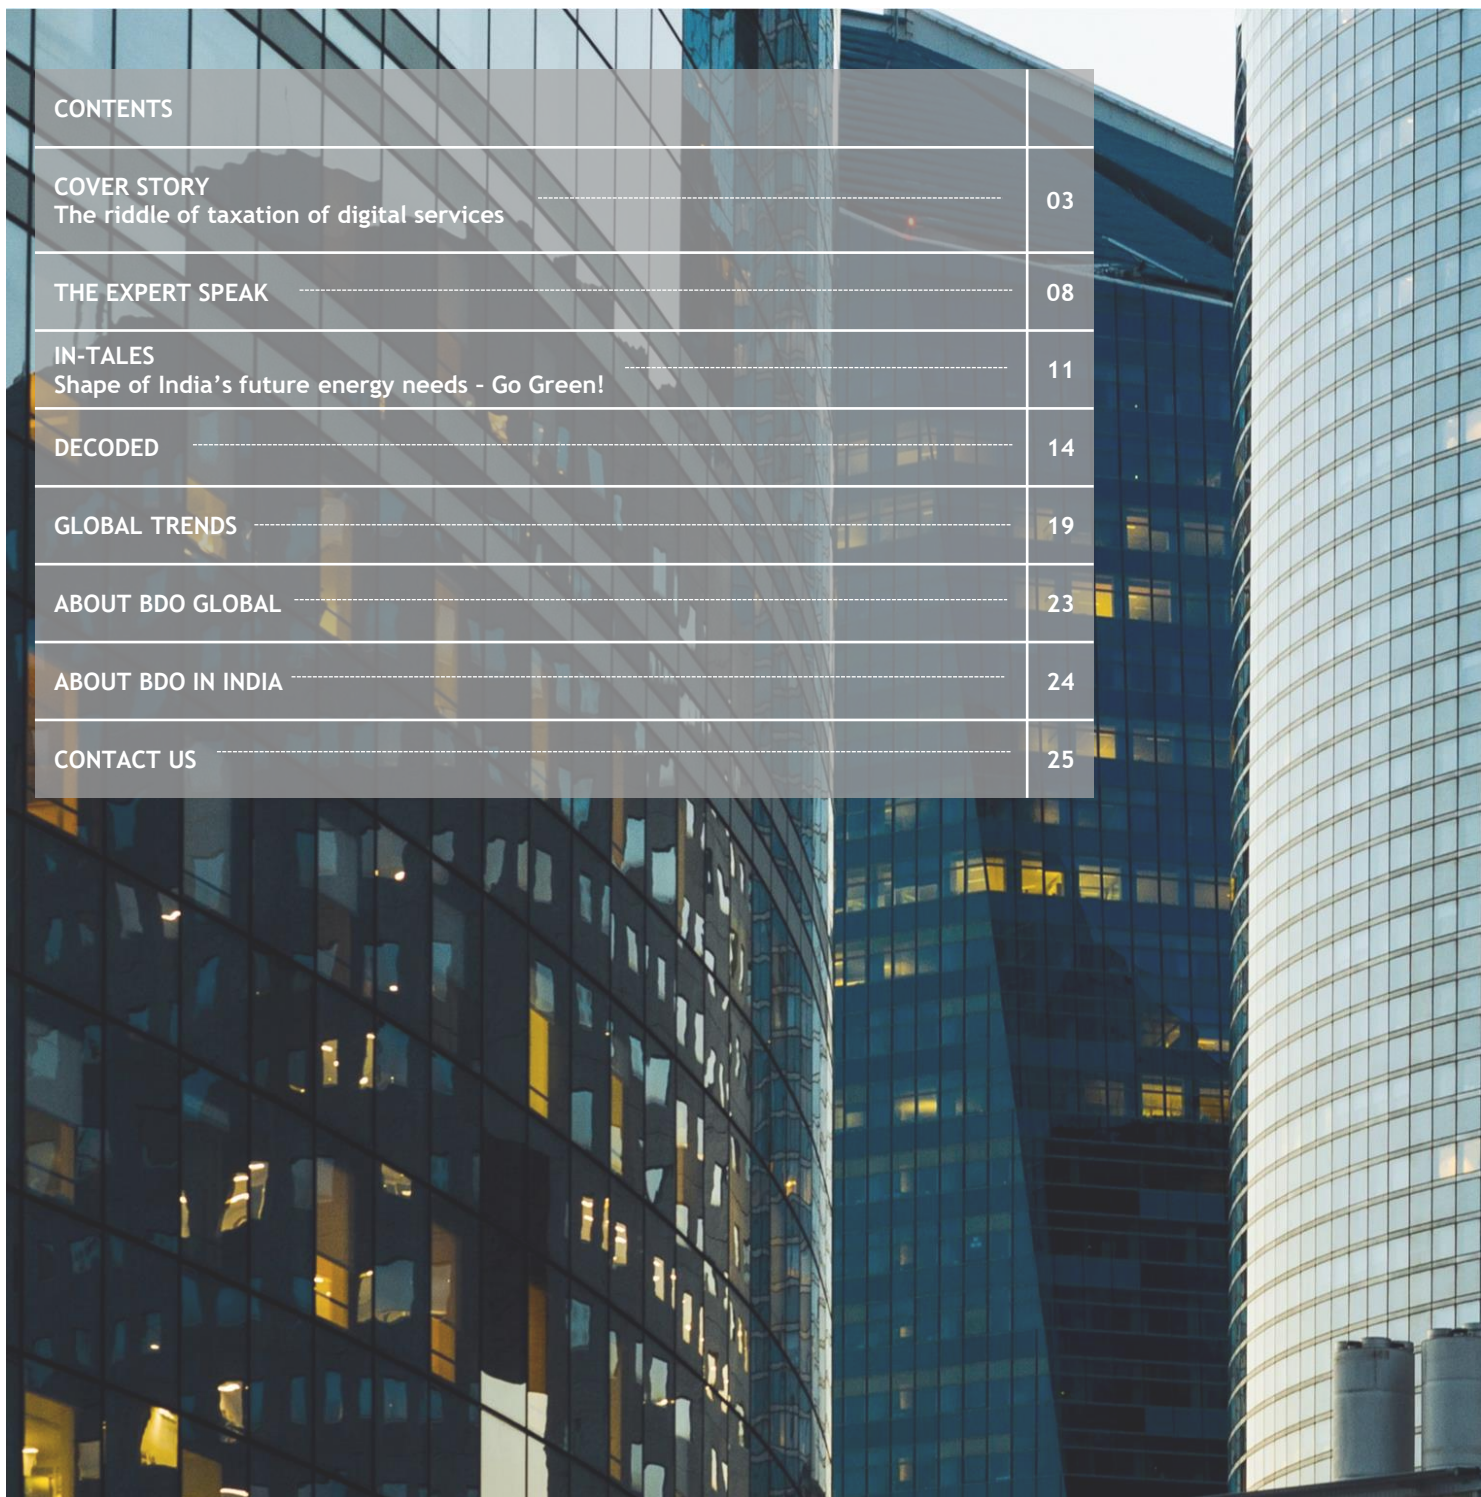 CONTENTS
COVER STORY
The riddle of taxation of digital services
03
THE EXPERT SPEAK
08
IN-TALES
Shape of India's future energy needs – Go Green!
11
DECODED
14
GLOBAL TRENDS
19
ABOUT BDO GLOBAL
23
ABOUT BDO IN INDIA
24
CONTACT US
25